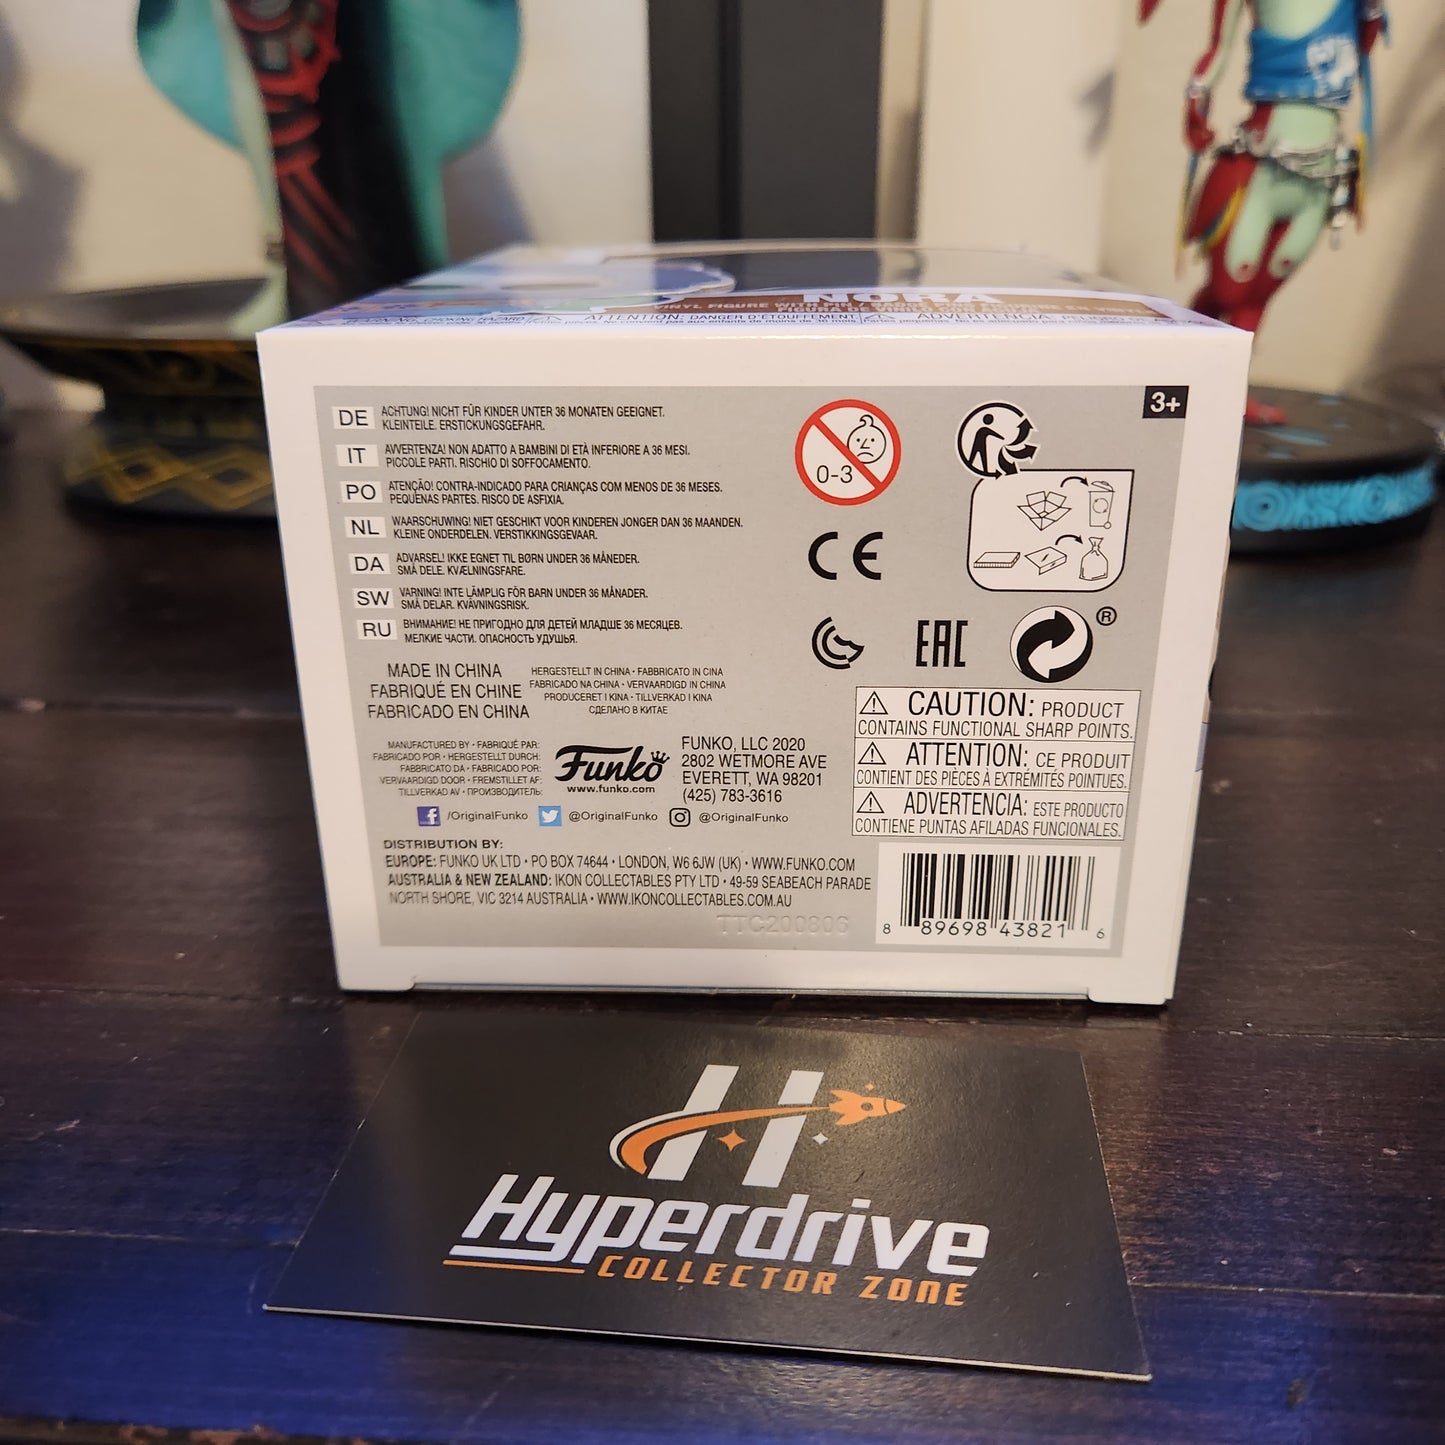 NORA
VINYL FIGURE WITH PIN
FIGURA DE
ATTENTION: DANGER D'ÉTOUFFEMENT
ADVERTENCIA:
3+
DE ACHTUNG! NICHT FÜR KINDER UNTER 36 MONATEN GEEIGNET.
KLEINTEILE. ERSTICKUNGSGEFAHR.
IT AVVERTENZA! NON ADATTO A BAMBINI DI ETÀ INFERIORE A 36 MESI.
PICCOLE PARTI. RISCHIO DI SOFFOCAMENTO.
PO ATENÇÃO! CONTRA-INDICADO PARA CRIANÇAS COM MENOS DE 36 MESES.
PEQUENAS PARTES. RISCO DE ASFIXIA.
NL WAARSCHUWING! NIET GESCHIKT VOOR KINDEREN JONGER DAN 36 MAANDEN.
KLEINE ONDERDELEN. VERSTIKKINGSGEVAAR.
DA ADVARSEL! IKKE EGNET TIL BØRN UNDER 36 MÅNEDER.
SMÅ DELE. KVÆLNINGSFARE.
SW VARNING! INTE LÄMPLIG FÖR BARN UNDER 36 MÅNADER.
SMÅ DELAR. KVÄVNINGSRISK.
RU ВНИМАНИЕ! НЕ ПРИГОДНО ДЛЯ ДЕТЕЙ МЛАДШЕ 36 МЕСЯЦЕВ.
МЕЛКИЕ ЧАСТИ. ОПАСНОСТЬ УДУШЬЯ.
0-3
CE
EAC
®
MADE IN CHINA
FABRIQUÉ EN CHINE
FABRICADO EN CHINA
HERGESTELLT IN CHINA • FABBRICATO IN CINA
FABRICADO NA CHINA • VERVAARDIGD IN CHINA
PRODUCERET I KINA • TILLVERKAD I KINA
СДЕЛАНО В КИТАЕ
MANUFACTURED BY • FABRIQUÉ PAR:
FABRICADO POR • HERGESTELLT DURCH:
FABBRICATO DA • FABRICADO POR:
VERVAARDIGD DOOR • FREMSTILLET AF:
TILLVERKAD AV • ПРОИЗВОДИТЕЛЬ:
Funko
www.funko.com
FUNKO, LLC 2020
2802 WETMORE AVE
EVERETT, WA 98201
(425) 783-3616
/OriginalFunko @OriginalFunko @OriginalFunko
CAUTION: PRODUCT
CONTAINS FUNCTIONAL SHARP POINTS.
ATTENTION: CE PRODUIT
CONTIENT DES PIÈCES À EXTRÉMITÉS POINTUES.
ADVERTENCIA: ESTE PRODUCTO
CONTIENE PUNTAS AFILADAS FUNCIONALES.
DISTRIBUTION BY:
EUROPE: FUNKO UK LTD • PO BOX 74644 • LONDON, W6 6JW (UK) • WWW.FUNKO.COM
AUSTRALIA & NEW ZEALAND: IKON COLLECTABLES PTY LTD • 49-59 SEABEACH PARADE
NORTH SHORE, VIC 3214 AUSTRALIA • WWW.IKONCOLLECTABLES.COM.AU
TTC200806
8 89698 43821 6
H
Hyperdrive
COLLECTOR ZONE